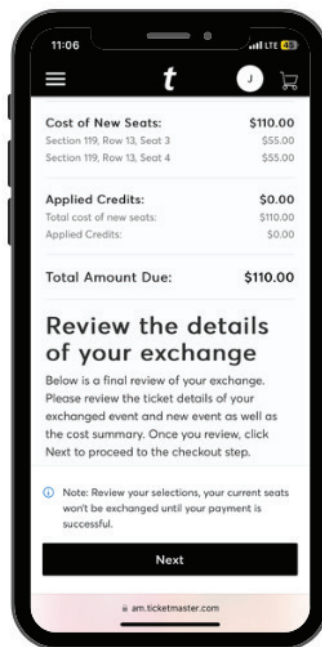 11:06
LTE 45
t
J
Cost of New Seats: $110.00
Section 119, Row 13, Seat 3 $55.00
Section 119, Row 13, Seat 4 $55.00
Applied Credits: $0.00
Total cost of new seats: $110.00
Applied Credits: $0.00
Total Amount Due: $110.00
Review the details
of your exchange
Below is a final review of your exchange.
Please review the ticket details of your
exchanged event and new event as well as
the cost summary. Once you review, click
Next to proceed to the checkout step.
Note: Review your selections, your current seats
won't be exchanged until your payment is
successful.
Next
am.ticketmaster.com